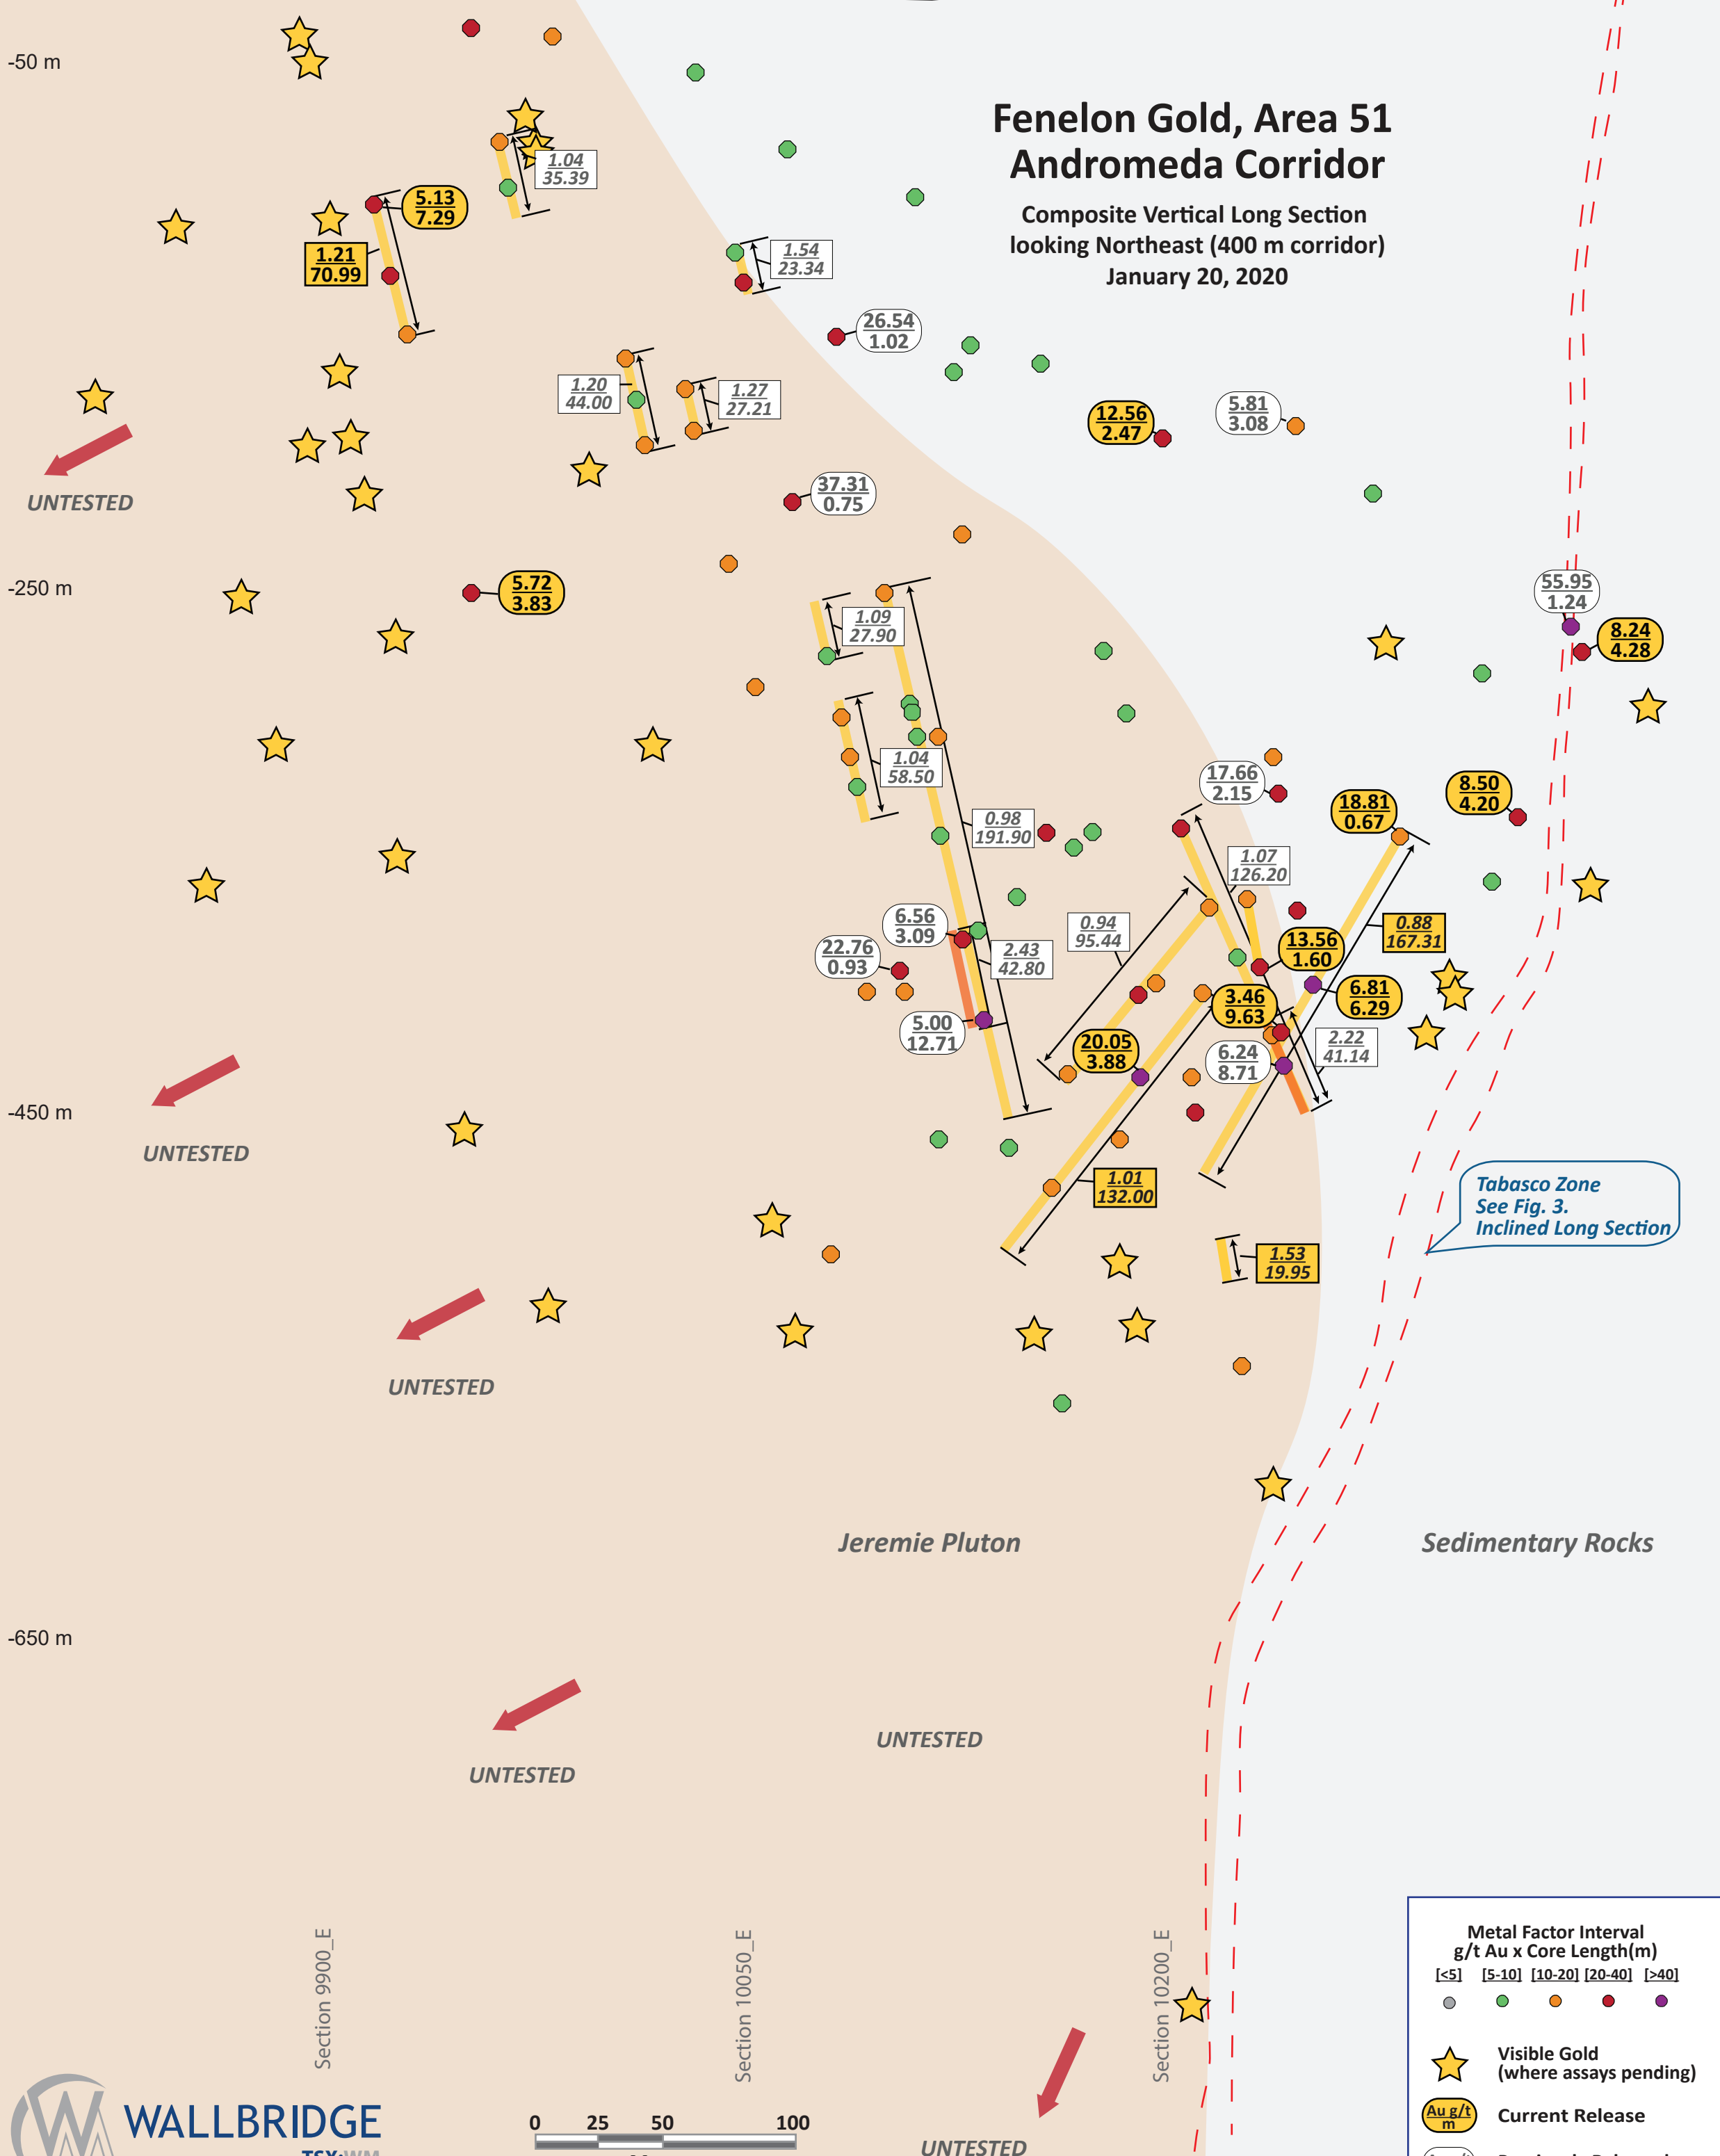 -50 m
Fenelon Gold, Area 51
Andromeda Corridor
Composite Vertical Long Section
looking Northeast (400 m corridor)
January 20, 2020
1.04
35.39
5.13
7.29
1.21
70.99
1.54
23.34
26.54
1.02
1.20
44.00
1.27
27.21
12.56
2.47
5.81
3.08
UNTESTED
37.31
0.75
-250 m
5.72
3.83
55.95
1.24
1.09
27.90
8.24
4.28
1.04
58.50
17.66
2.15
18.81
0.67
8.50
4.20
0.98
191.90
1.07
126.20
6.56
3.09
0.94
95.44
0.88
167.31
22.76
0.93
2.43
42.80
13.56
1.60
5.00
12.71
3.46
9.63
6.81
6.29
20.05
3.88
6.24
8.71
2.22
41.14
-450 m
UNTESTED
1.01
132.00
Tabasco Zone
See Fig. 3.
Inclined Long Section
1.53
19.95
UNTESTED
Jeremie Pluton
Sedimentary Rocks
-650 m
UNTESTED
UNTESTED
Section 9900_E
Section 10050_E
Section 10200_E
Metal Factor Interval
g/t Au x Core Length(m)
[<5] [5-10] [10-20] [20-40] [>40]
Visible Gold
(where assays pending)
Au g/t
m
Current Release
WALLBRIDGE
0 25 50 100
UNTESTED